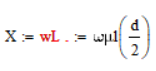 X := wL . := ωμl(d/2)